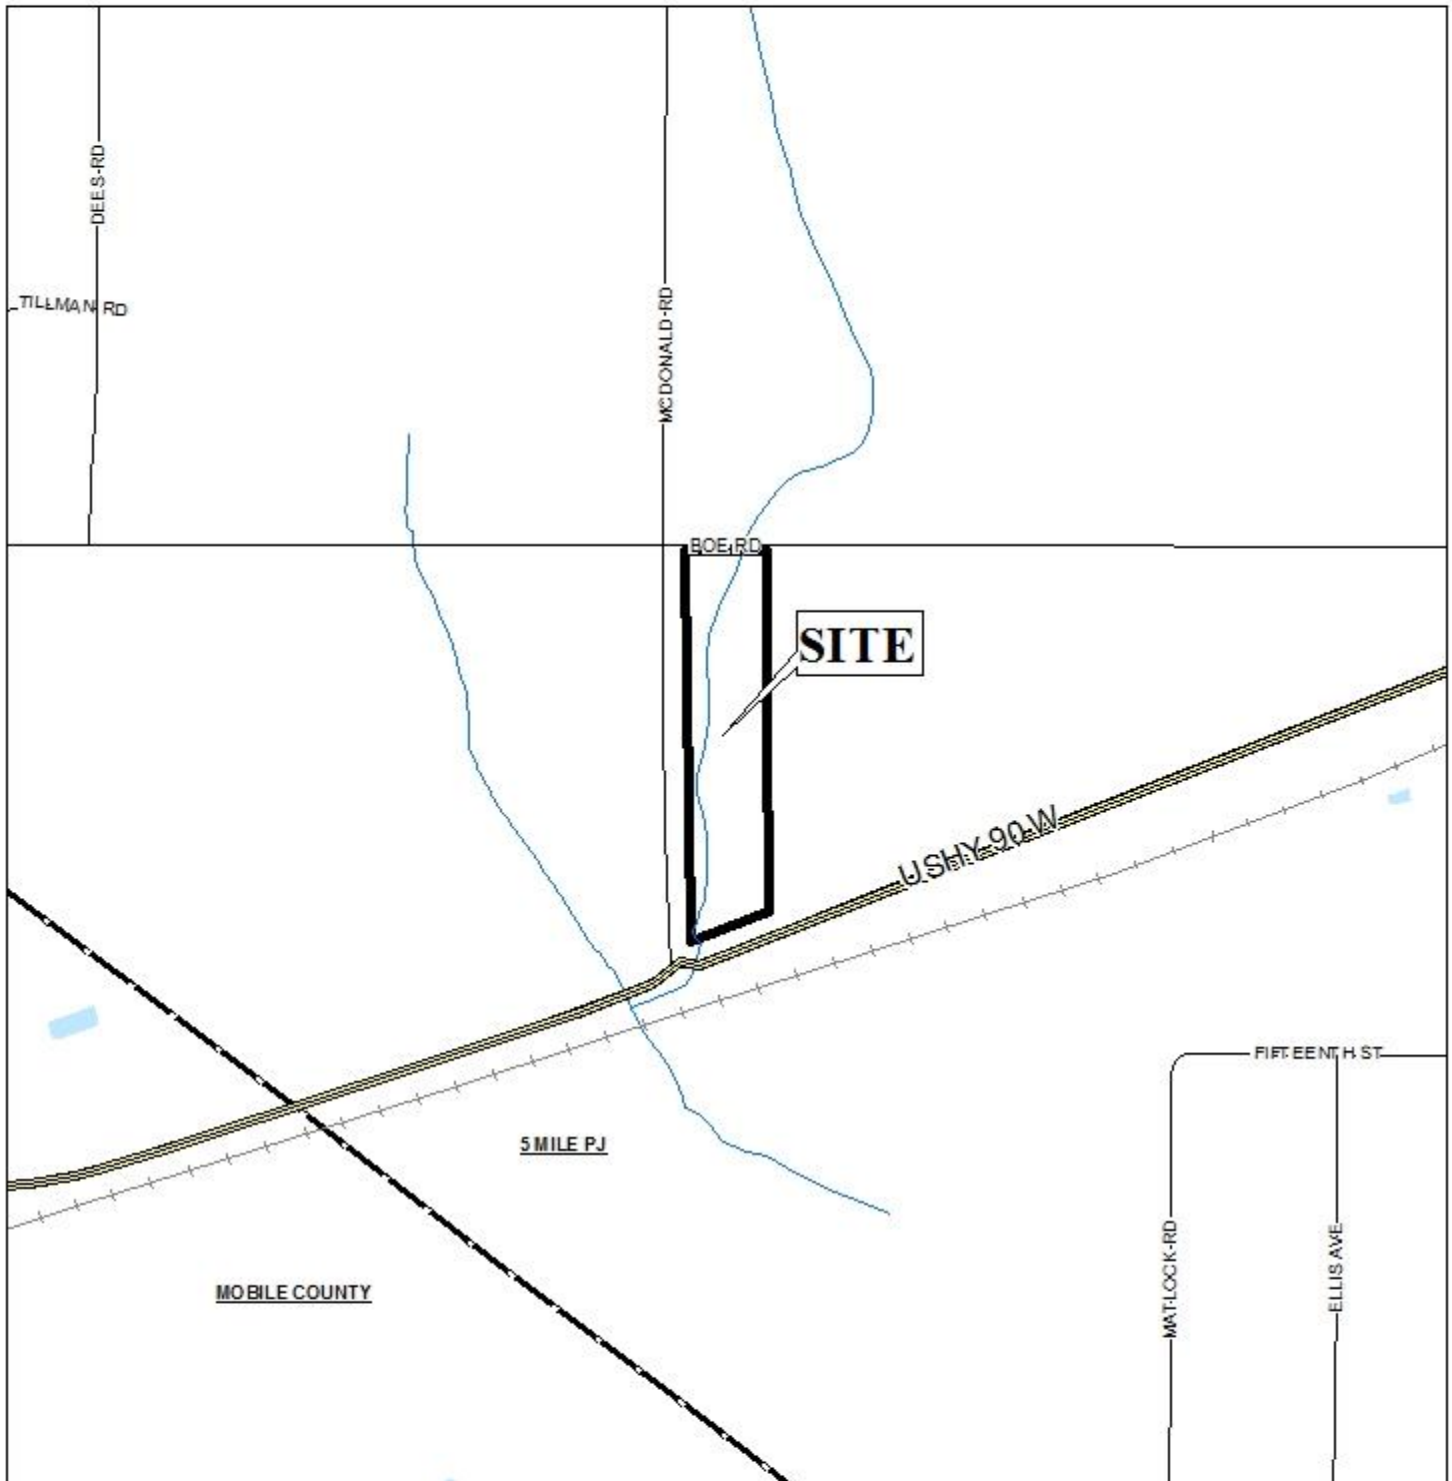 DEES RD
TILLMAN RD
MCDONALD RD
BOE RD
SITE
USHY 90 W
FIFTEENTH ST
5 MILE PJ
MATLOCK RD
ELLIS AVE
MOBILE COUNTY